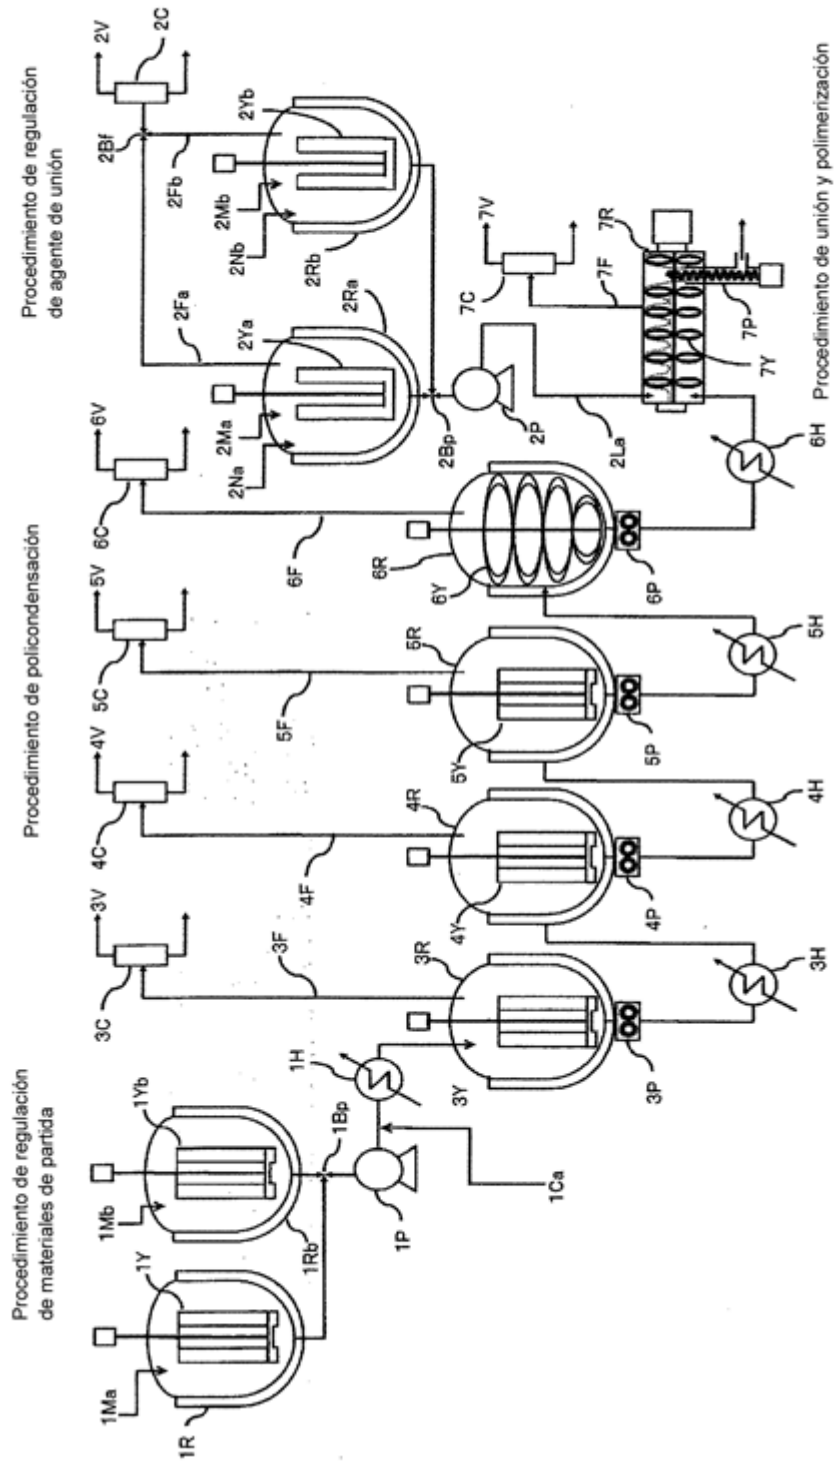 Procedimiento de regulación
de materiales de partida
Procedimiento de policondensación
Procedimiento de regulación
de agente de unión
3C
3V
4C
4V
5C
5V
6C
6V
2Bf
2V
2C
1Ma
1Y
1Mb
1Yb
3F
4F
5F
6F
2Fa
2Fb
1R
1Rb
1Bp
1H
2Na
2Ma
2Ya
2Ra
2Nb
2Mb
2Yb
2Rb
1P
1Ca
3Y
3R
4Y
4R
5Y
5R
6Y
6R
2Bp
2P
2La
7C
7V
7F
7R
7Y
7P
3P
3H
4P
4H
5P
5H
6P
6H
Procedimiento de unión y polimerización